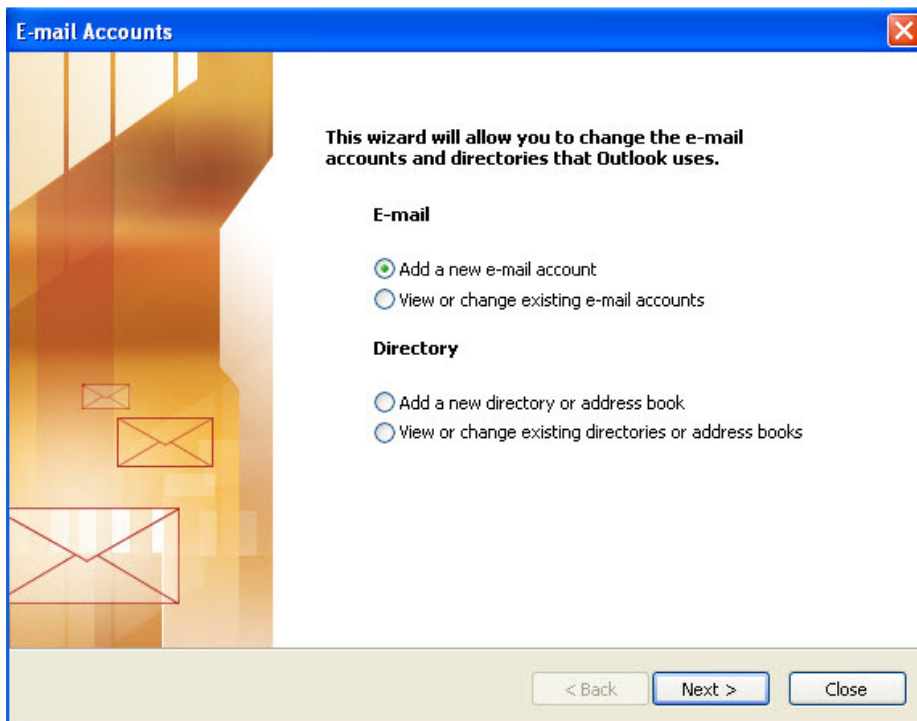 E-mail Accounts
This wizard will allow you to change the e-mail
accounts and directories that Outlook uses.
E-mail
Add a new e-mail account
View or change existing e-mail accounts
Directory
Add a new directory or address book
View or change existing directories or address books
< Back
Next >
Close